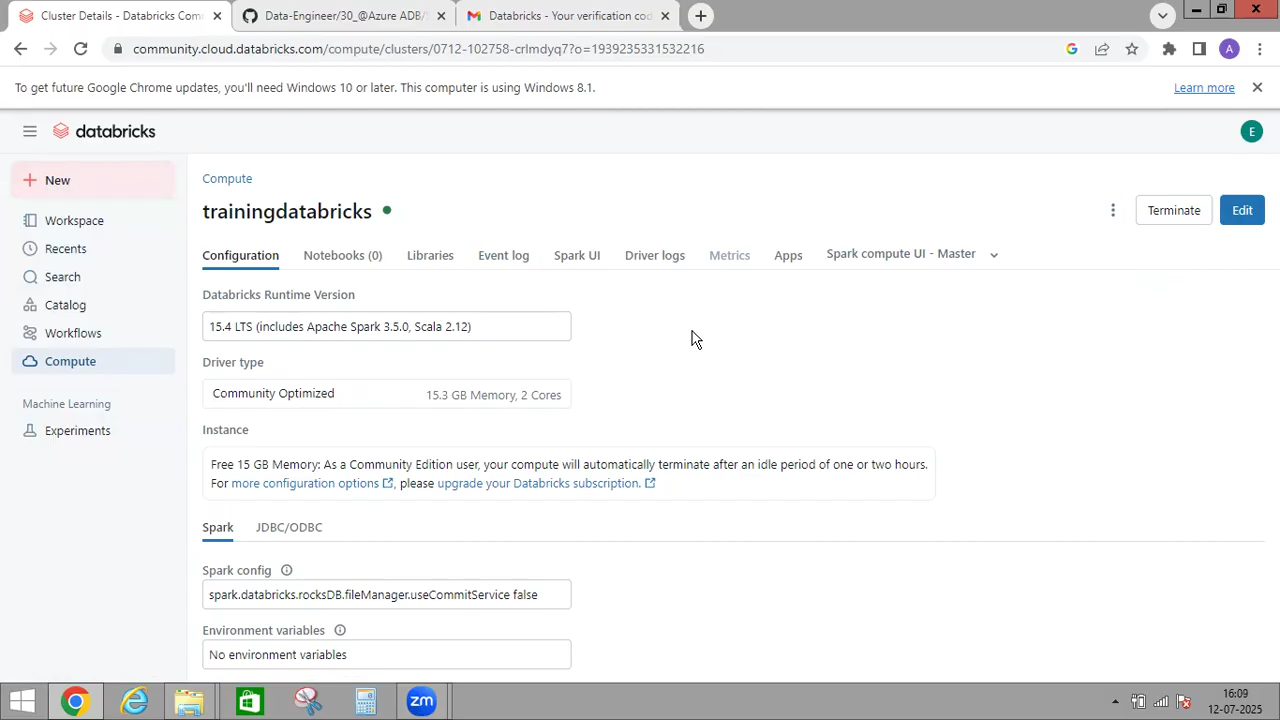 Cluster Details - Databricks Com
Data-Engineer/30_@Azure ADB/
Databricks - Your verification cod
community.cloud.databricks.com/compute/clusters/0712-102758-crlmdyq7?o=1939235331532216
A
To get future Google Chrome updates, you'll need Windows 10 or later. This computer is using Windows 8.1.
Learn more
databricks
E
New
Workspace
Recents
Search
Catalog
Workflows
Compute
Machine Learning
Experiments
Compute
trainingdatabricks
Terminate
Edit
Configuration
Notebooks (0)
Libraries
Event log
Spark UI
Driver logs
Metrics
Apps
Spark compute UI - Master
Databricks Runtime Version
15.4 LTS (includes Apache Spark 3.5.0, Scala 2.12)
Driver type
Community Optimized 15.3 GB Memory, 2 Cores
Instance
Free 15 GB Memory: As a Community Edition user, your compute will automatically terminate after an idle period of one or two hours.
For more configuration options, please upgrade your Databricks subscription.
Spark
JDBC/ODBC
Spark config
spark.databricks.rocksDB.fileManager.useCommitService false
Environment variables
No environment variables
zm
16:09
12-07-2025